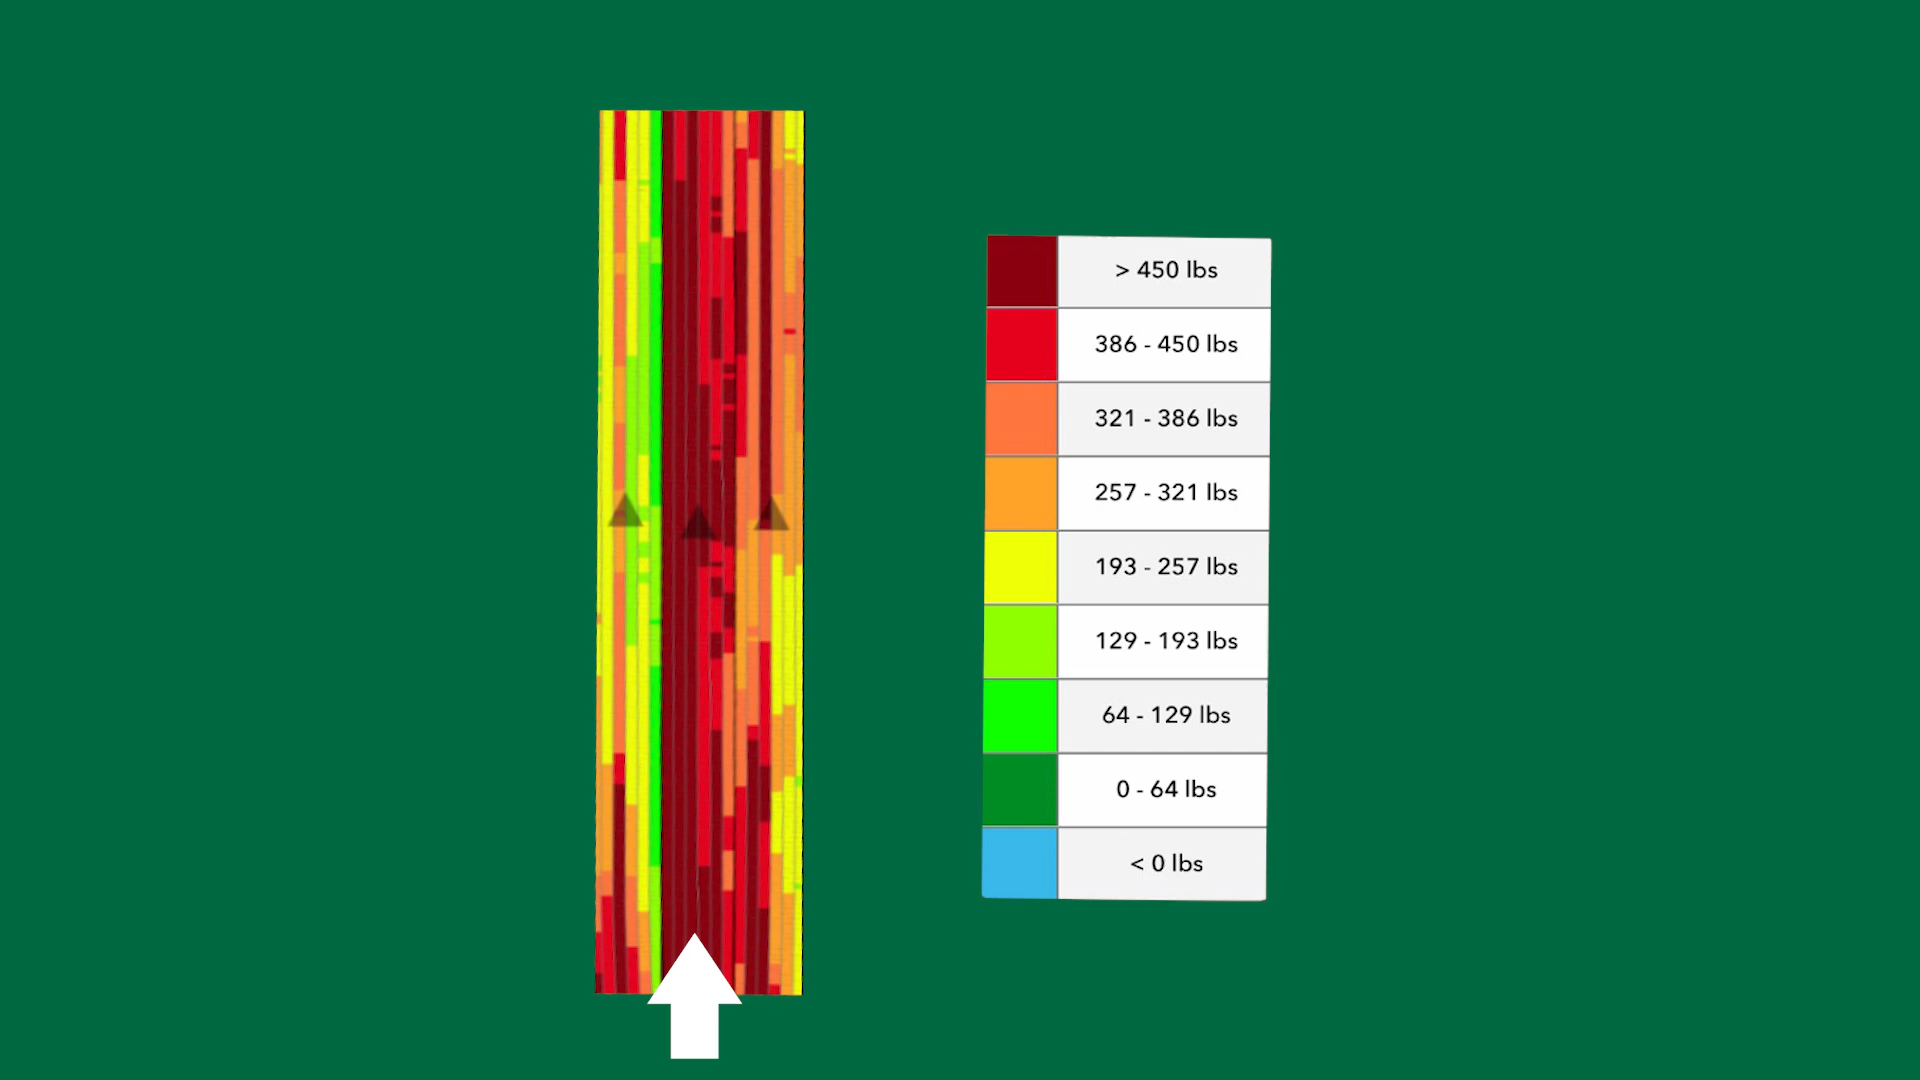 > 450 lbs
386 - 450 lbs
321 - 386 lbs
257 - 321 lbs
193 - 257 lbs
129 - 193 lbs
64 - 129 lbs
0 - 64 lbs
< 0 lbs